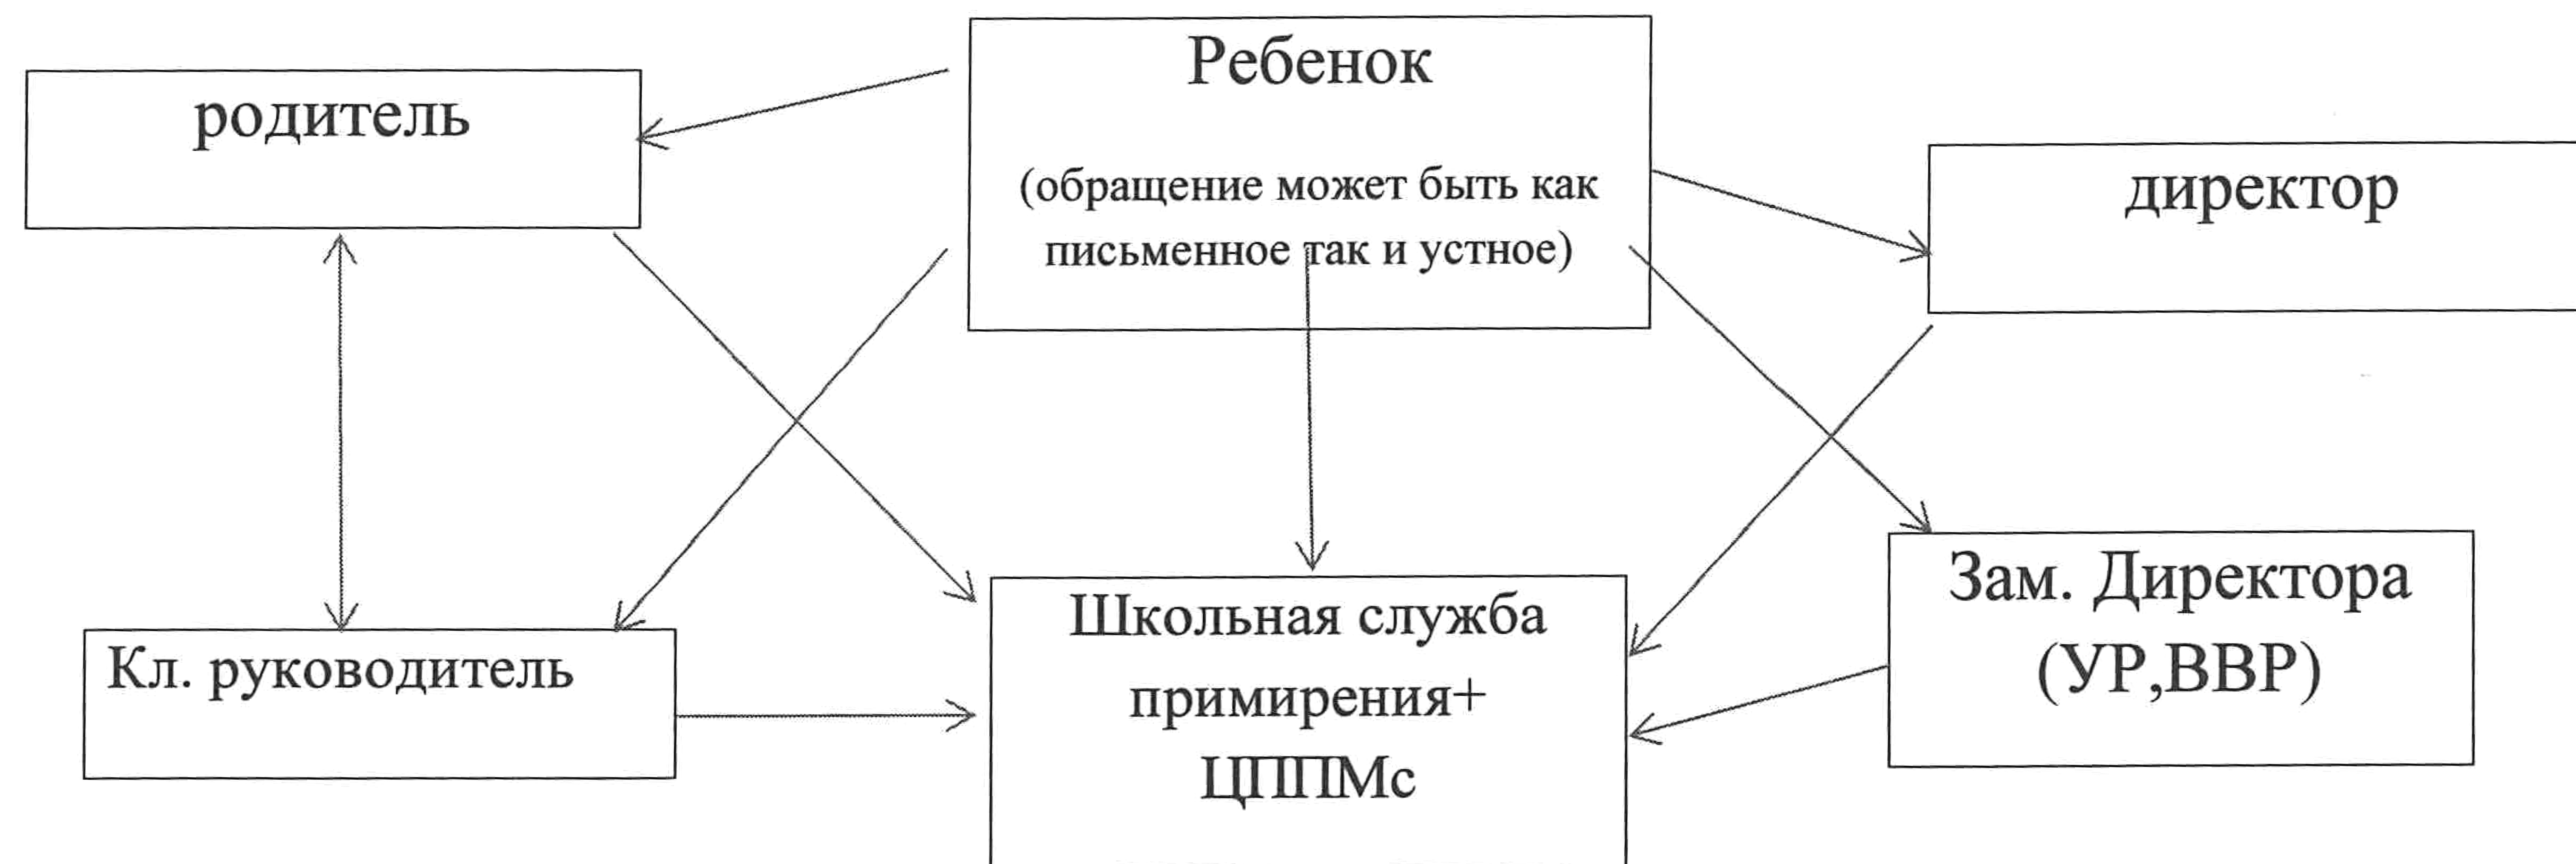 Ребенок
(обращение может быть как
письменное так и устное)
родитель
директор
Кл. руководитель
Школьная служба
примирения+
ЦППМс
Зам. Директора
(УР,ВВР)